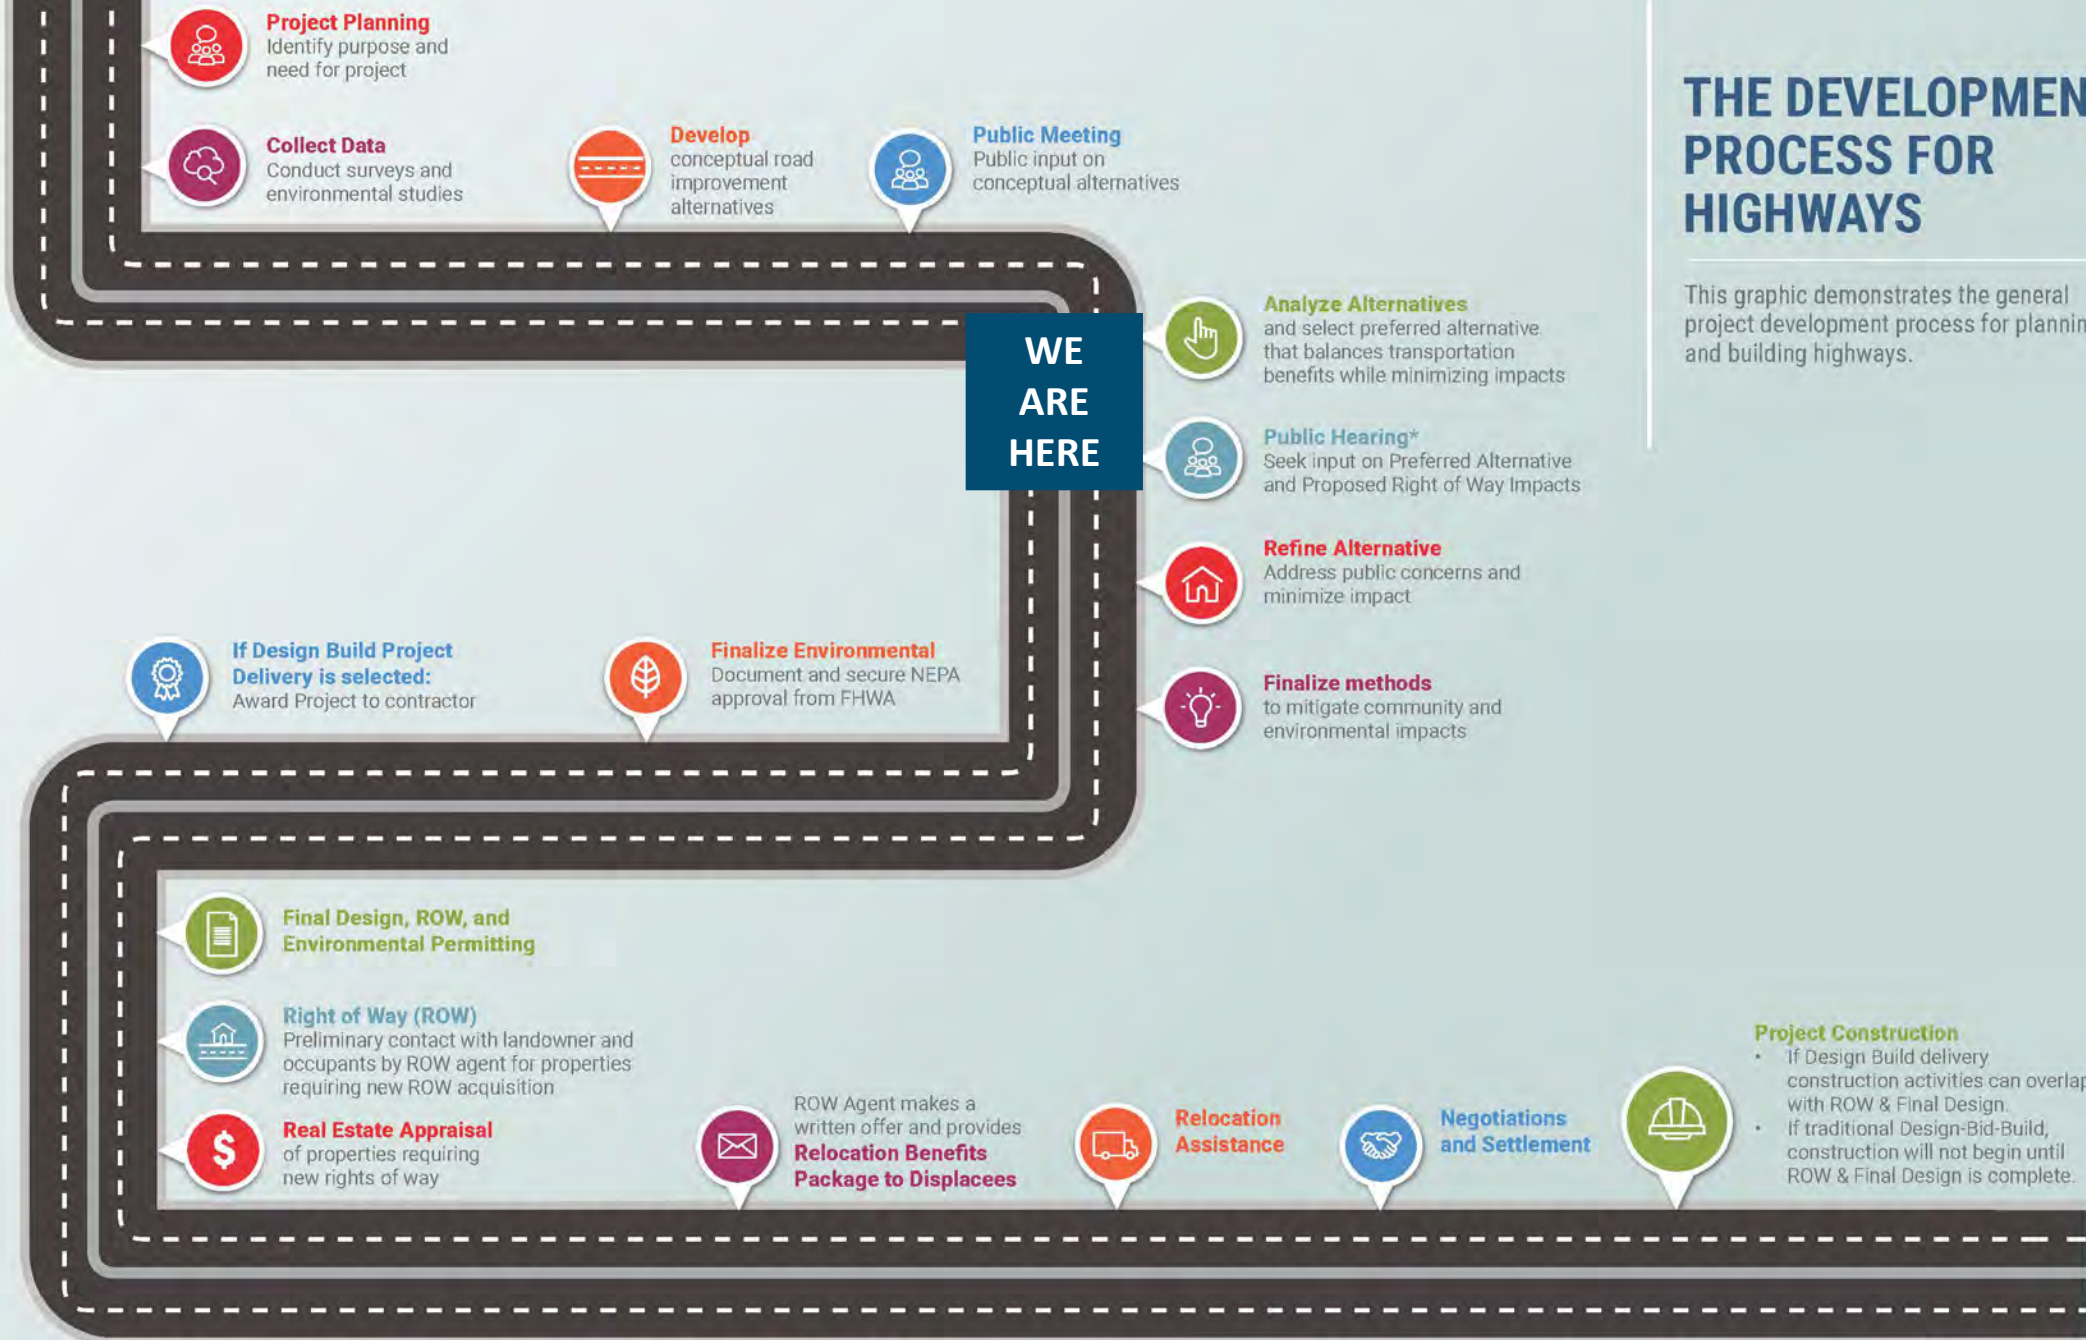 Project Planning
Identify purpose and
need for project
Collect Data
Conduct surveys and
environmental studies
Develop
conceptual road
improvement
alternatives
Public Meeting
Public input on
conceptual alternatives
THE DEVELOPMEN
PROCESS FOR
HIGHWAYS
This graphic demonstrates the general
project development process for plannin
and building highways.
WE
ARE
HERE
Analyze Alternatives
and select preferred alternative
that balances transportation
benefits while minimizing impacts
Public Hearing*
Seek input on Preferred Alternative
and Proposed Right of Way Impacts
Refine Alternative
Address public concerns and
minimize impact
Finalize methods
to mitigate community and
environmental impacts
Finalize Environmental
Document and secure NEPA
approval from FHWA
If Design Build Project
Delivery is selected:
Award Project to contractor
Final Design, ROW, and
Environmental Permitting
Right of Way (ROW)
Preliminary contact with landowner and
occupants by ROW agent for properties
requiring new ROW acquisition
Real Estate Appraisal
of properties requiring
new rights of way
$
ROW Agent makes a
written offer and provides
Relocation Benefits
Package to Displacees
Relocation
Assistance
Negotiations
and Settlement
Project Construction
• If Design Build delivery
construction activities can overlap
with ROW & Final Design.
• If traditional Design-Bid-Build,
construction will not begin until
ROW & Final Design is complete.